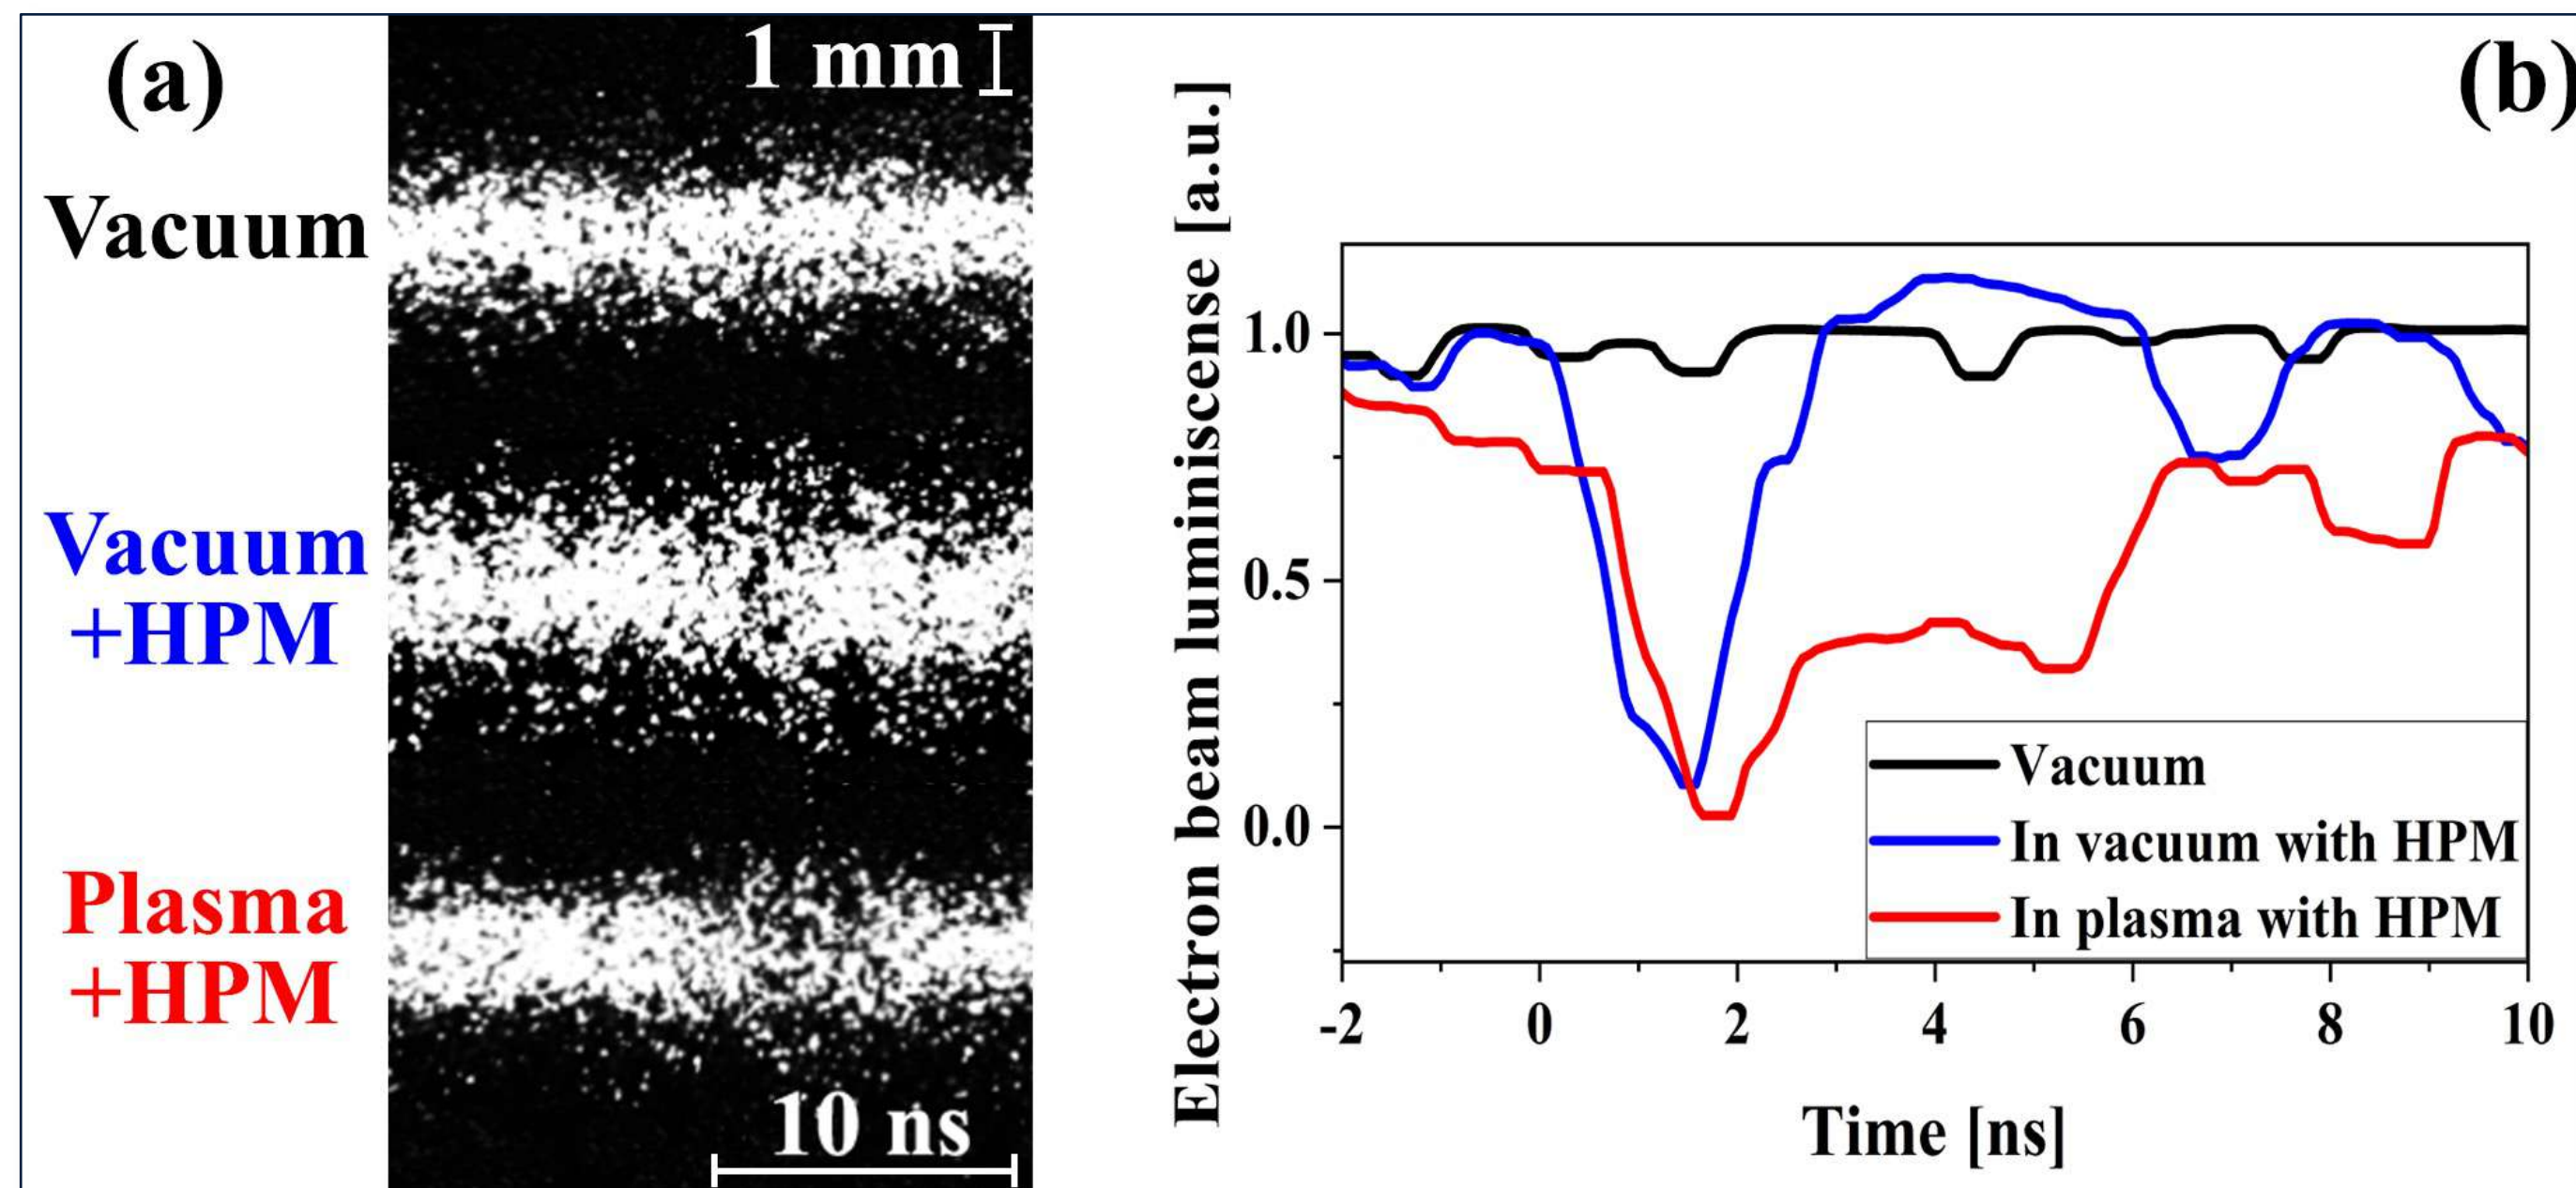 (a)
1 mm
Vacuum
Vacuum
+HPM
Plasma
+HPM
10 ns
(b)
Electron beam luminiscense [a.u.]
1.0
0.5
0.0
Vacuum
In vacuum with HPM
In plasma with HPM
-2 0 2 4 6 8 10
Time [ns]